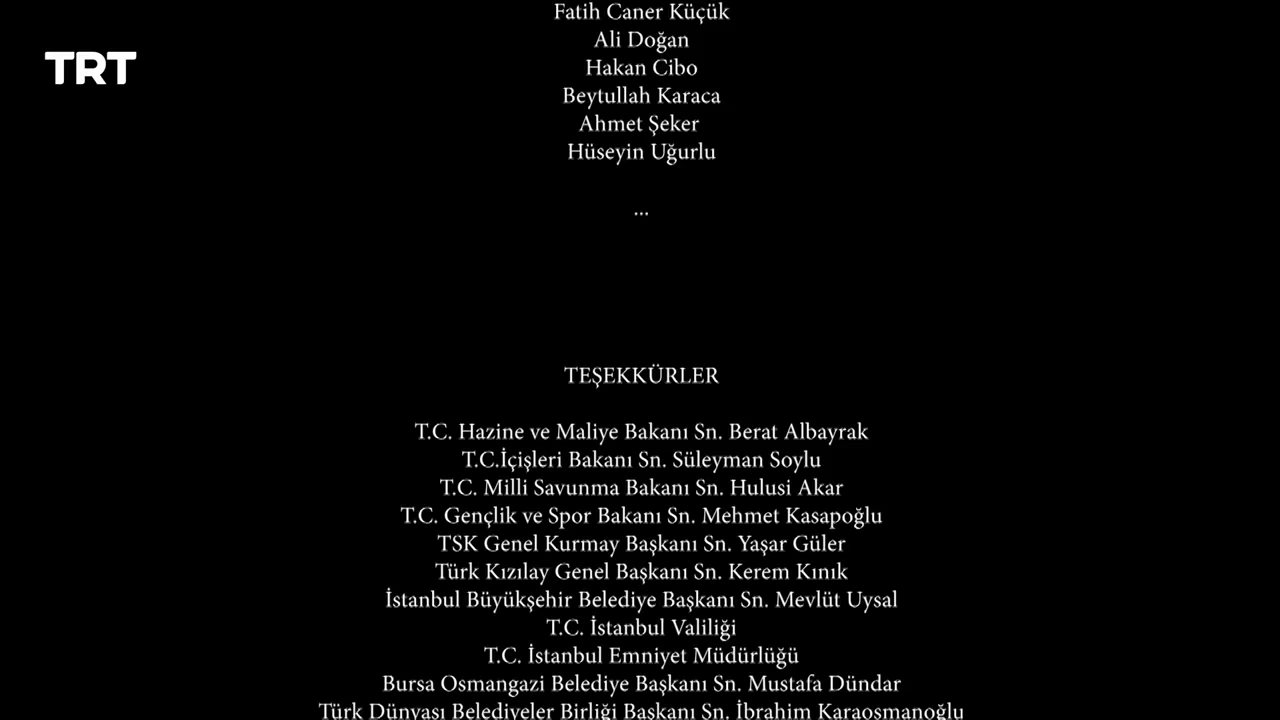 Fatih Caner Küçük
TRT
Ali Doğan
Hakan Cibo
Beytullah Karaca
Ahmet Şeker
Hüseyin Uğurlu
...
TEŞEKKÜRLER
T.C. Hazine ve Maliye Bakanı Sn. Berat Albayrak
T.C.İçişleri Bakanı Sn. Süleyman Soylu
T.C. Milli Savunma Bakanı Sn. Hulusi Akar
T.C. Gençlik ve Spor Bakanı Sn. Mehmet Kasapoğlu
TSK Genel Kurmay Başkanı Sn. Yaşar Güler
Türk Kızılay Genel Başkanı Sn. Kerem Kınık
İstanbul Büyükşehir Belediye Başkanı Sn. Mevlüt Uysal
T.C. İstanbul Valiliği
T.C. İstanbul Emniyet Müdürlüğü
Bursa Osmangazi Belediye Başkanı Sn. Mustafa Dündar
Türk Dünyası Belediyeler Birliği Başkanı Sn. İbrahim Karaosmanoğlu